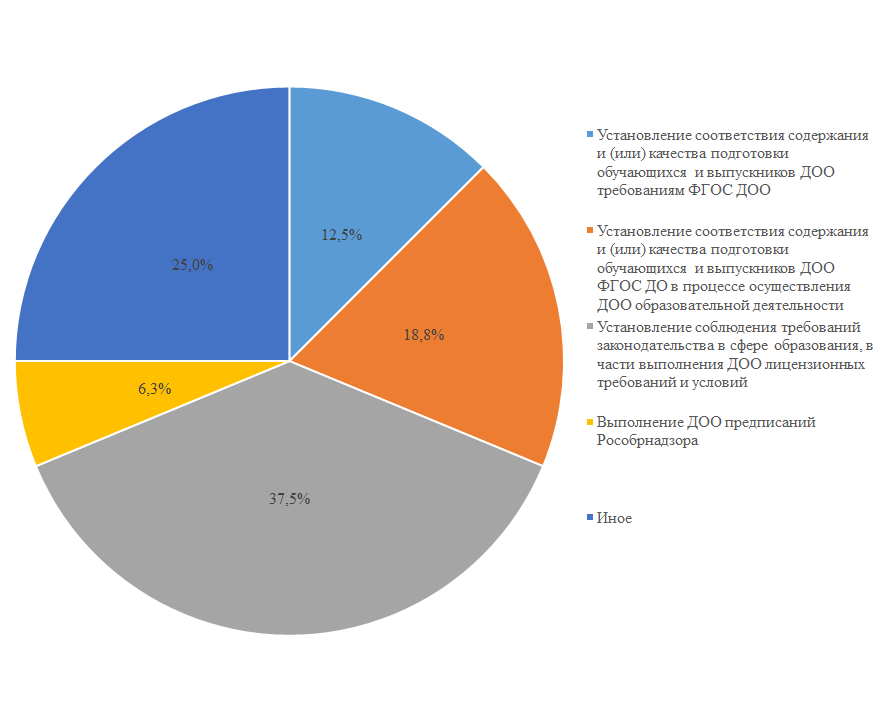 12,5%
25,0%
18,8%
6,3%
37,5%
Установление соответствия содержания
и (или) качества подготовки
обучающихся и выпускников ДОО
требованиям ФГОС ДОО
Установление соответствия содержания
и (или) качества подготовки
обучающихся и выпускников ДОО
ФГОС ДО в процессе осуществления
ДОО образовательной деятельности
Установление соблюдения требований
законодательства в сфере образования, в
части выполнения ДОО лицензионных
требований и условий
Выполнение ДОО предписаний
Рособрнадзора
Иное